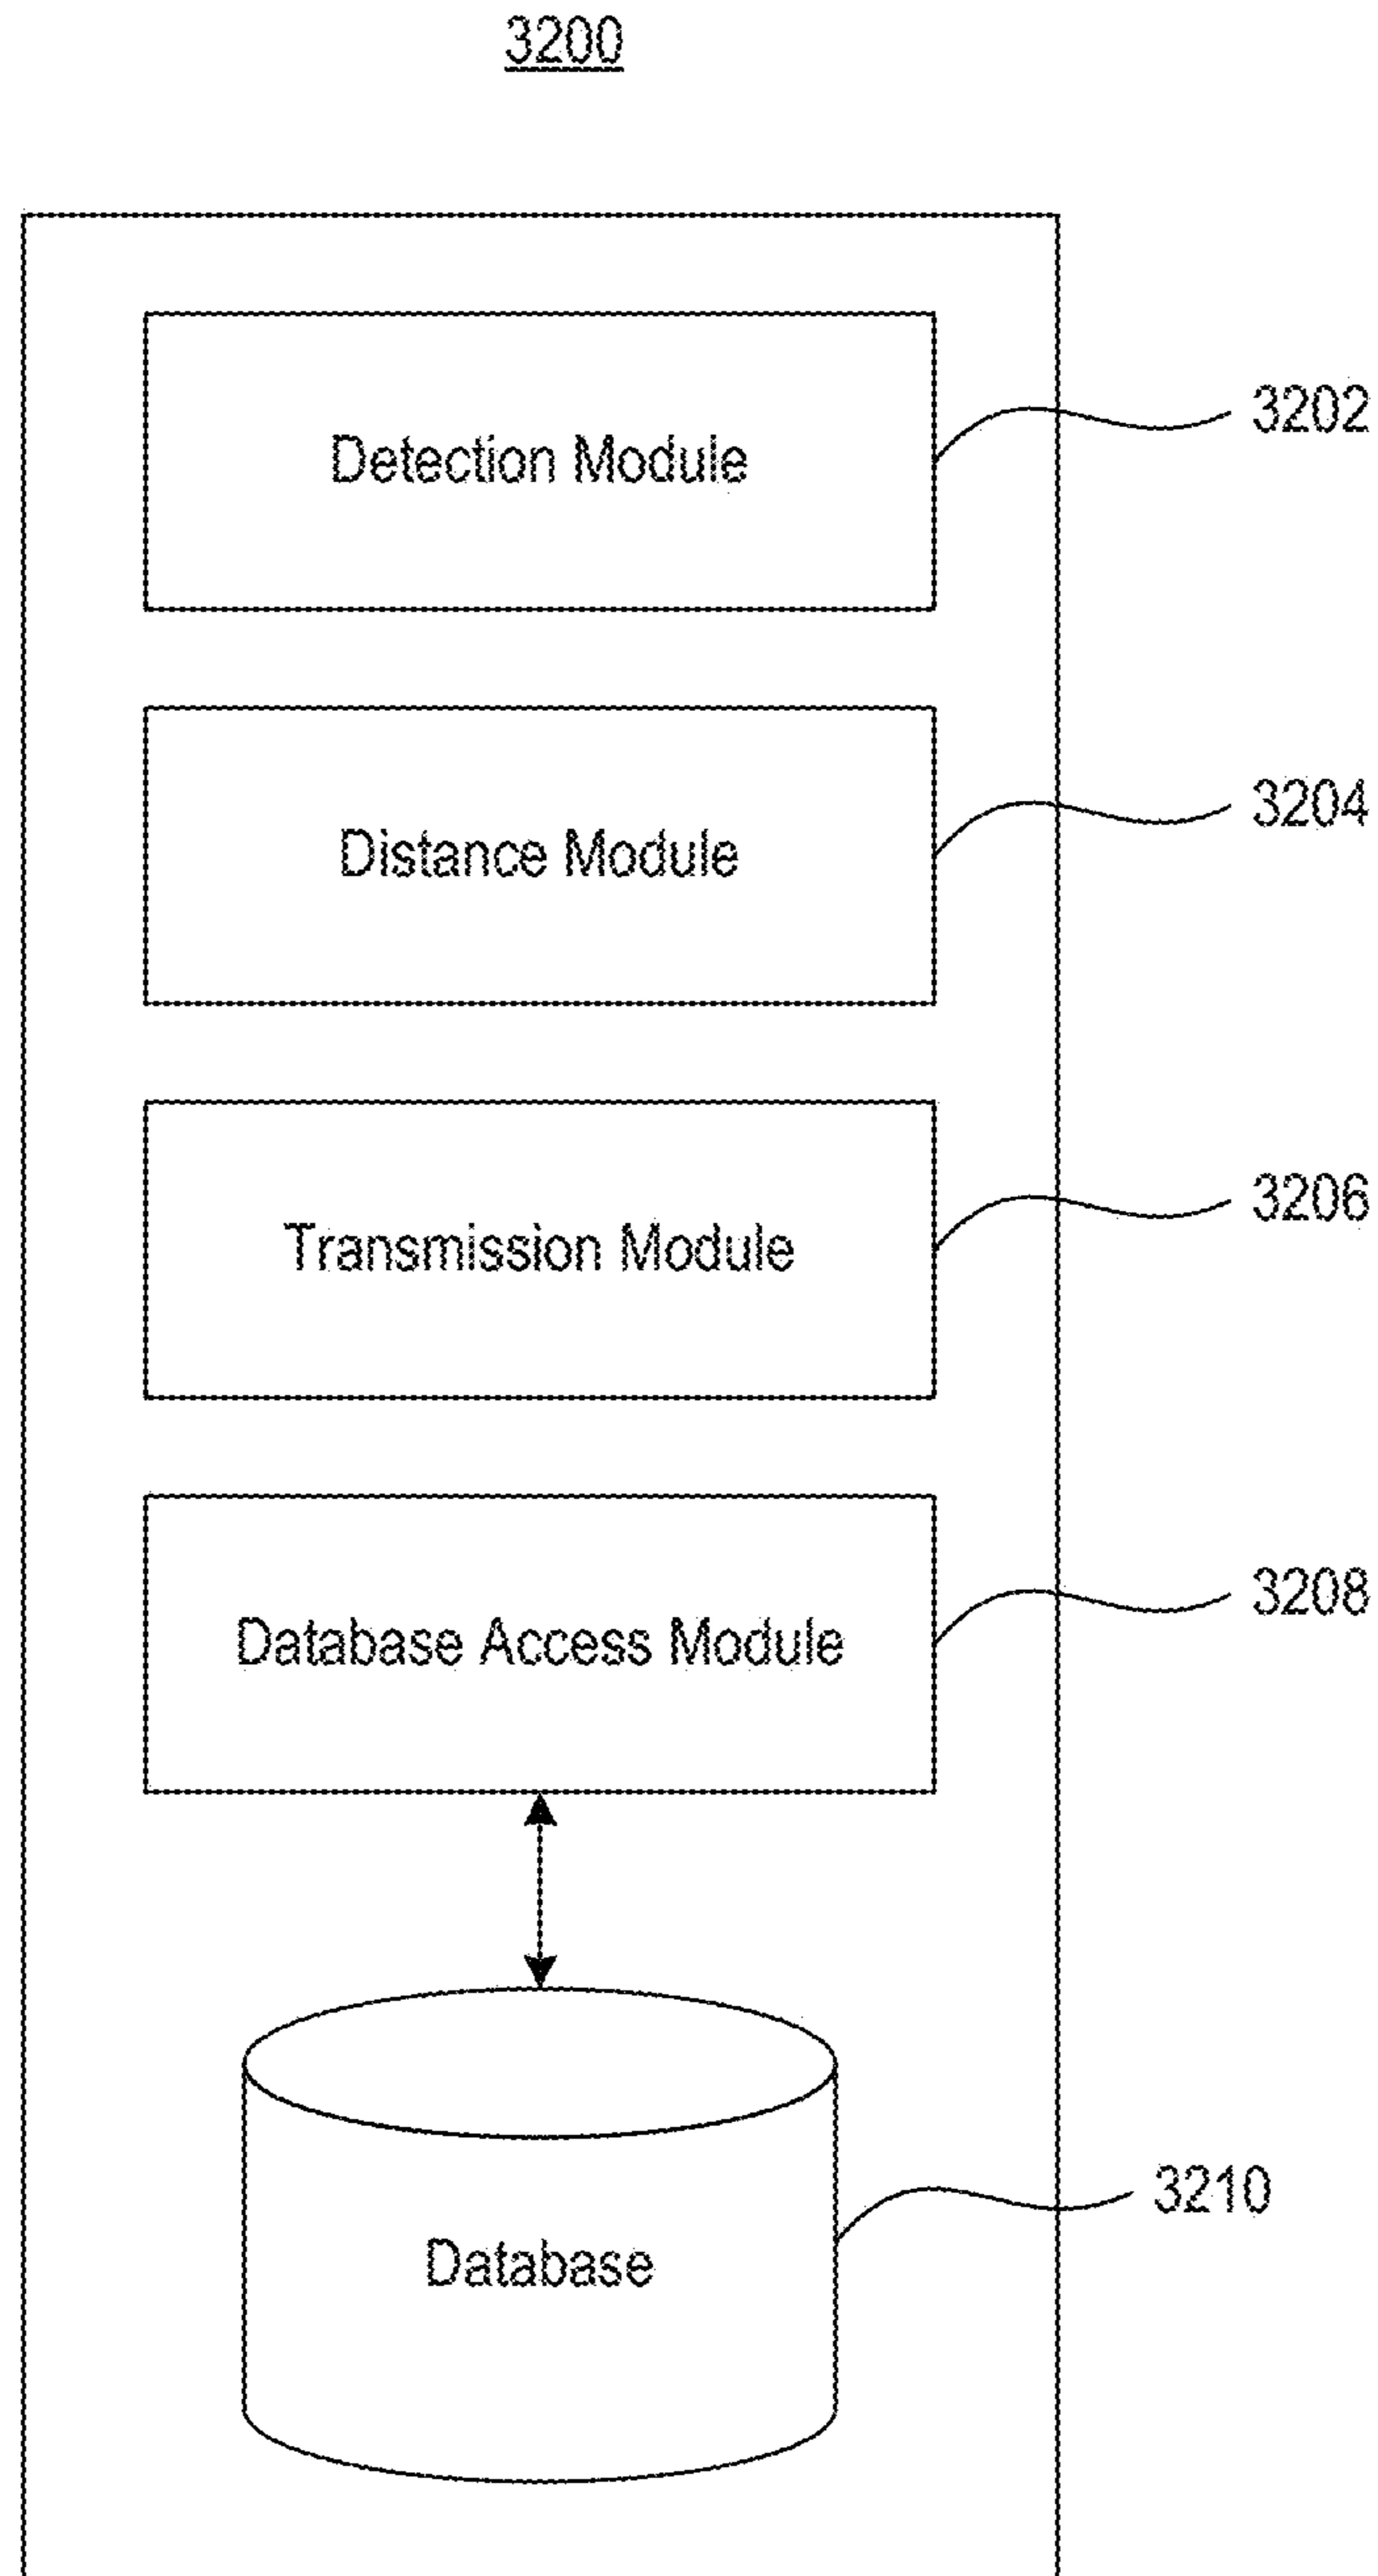 3200
Detection Module
3202
Distance Module
3204
Transmission Module
3206
Database Access Module
3208
Database
3210